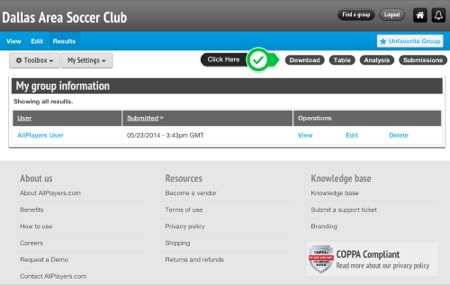 Dallas Area Soccer Club
Find a group
Logout
View Edit Results
Unfavorite Group
Toolbox
My Settings
Click Here
Download Table Analysis Submissions
My group information
Showing all results.
User Submitted Operations
AllPlayers User 05/23/2014 - 3:43pm GMT View Edit Delete
About us
About AllPlayers.com
Benefits
How to use
Careers
Request a Demo
Contact AllPlayers.com
Resources
Become a vendor
Terms of use
Privacy policy
Shipping
Returns and refunds
Knowledge base
Knowledge base
Submit a support ticket
Branding
COPPA Compliant
Read more about our privacy policy